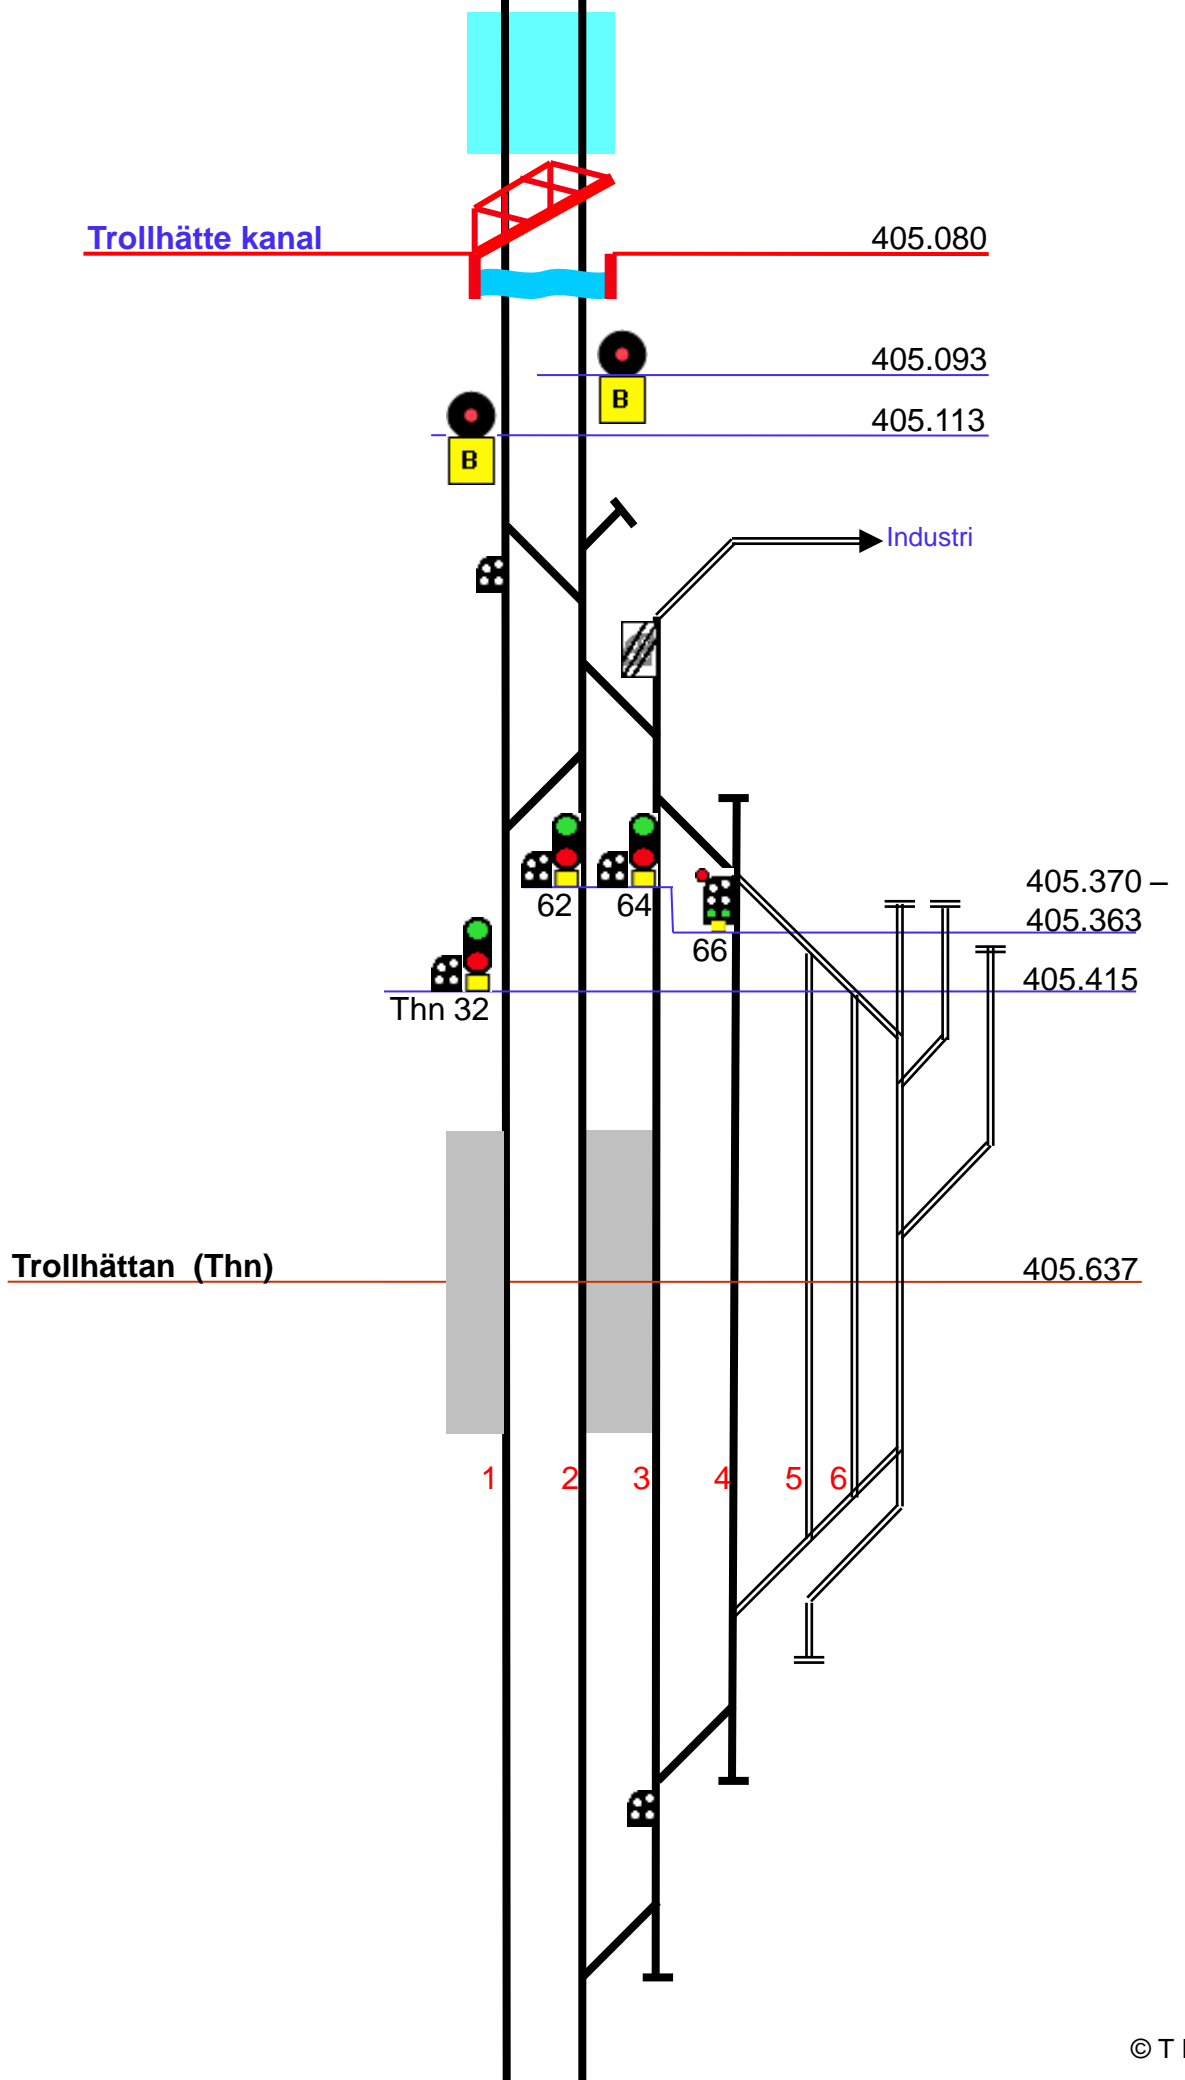 Trollhätte kanal 405.080
405.093
B
405.113
B
Industri
405.370 –
62 64 405.363
66
405.415
Thn 32
Trollhättan (Thn) 405.637
1 2 3 4 5 6
© T